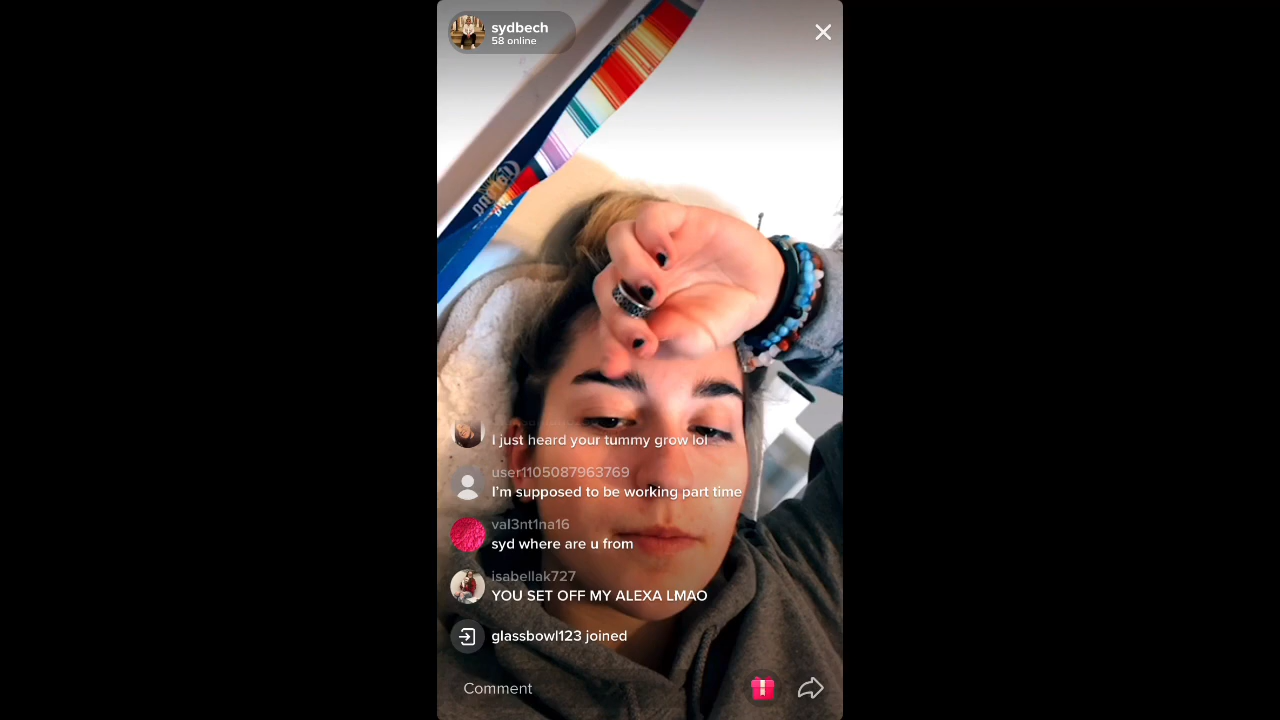 sydbech
58 online
I just heard your tummy grow lol
user1105087963769
I'm supposed to be working part time
val3nt1na16
syd where are u from
isabellak727
YOU SET OFF MY ALEXA LMAO
glassbowl123 joined
Comment